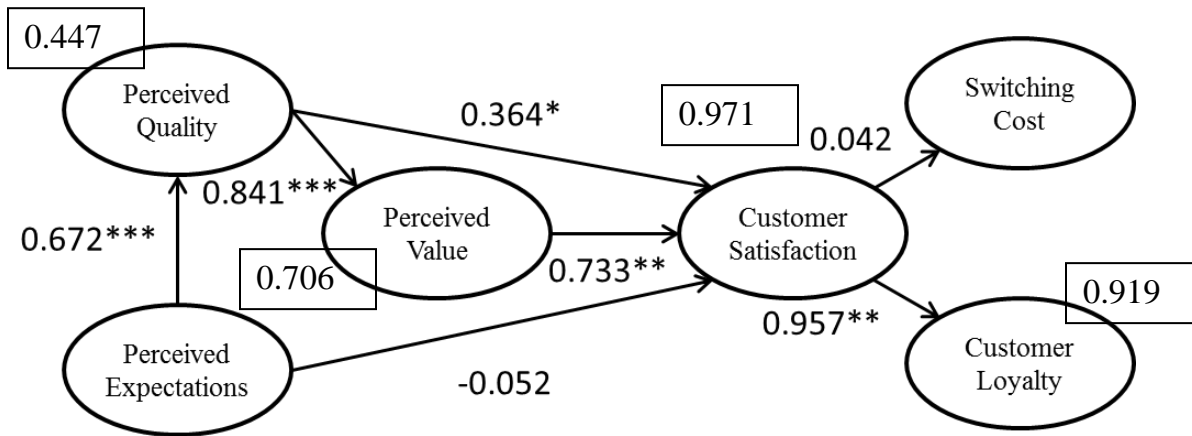 0.447
Perceived
Quality
Switching
Cost
0.364*
0.971
0.042
0.841***
Perceived
Value
Customer
Satisfaction
0.672***
0.706
0.733**
0.919
0.957**
Perceived
Expectations
-0.052
Customer
Loyalty